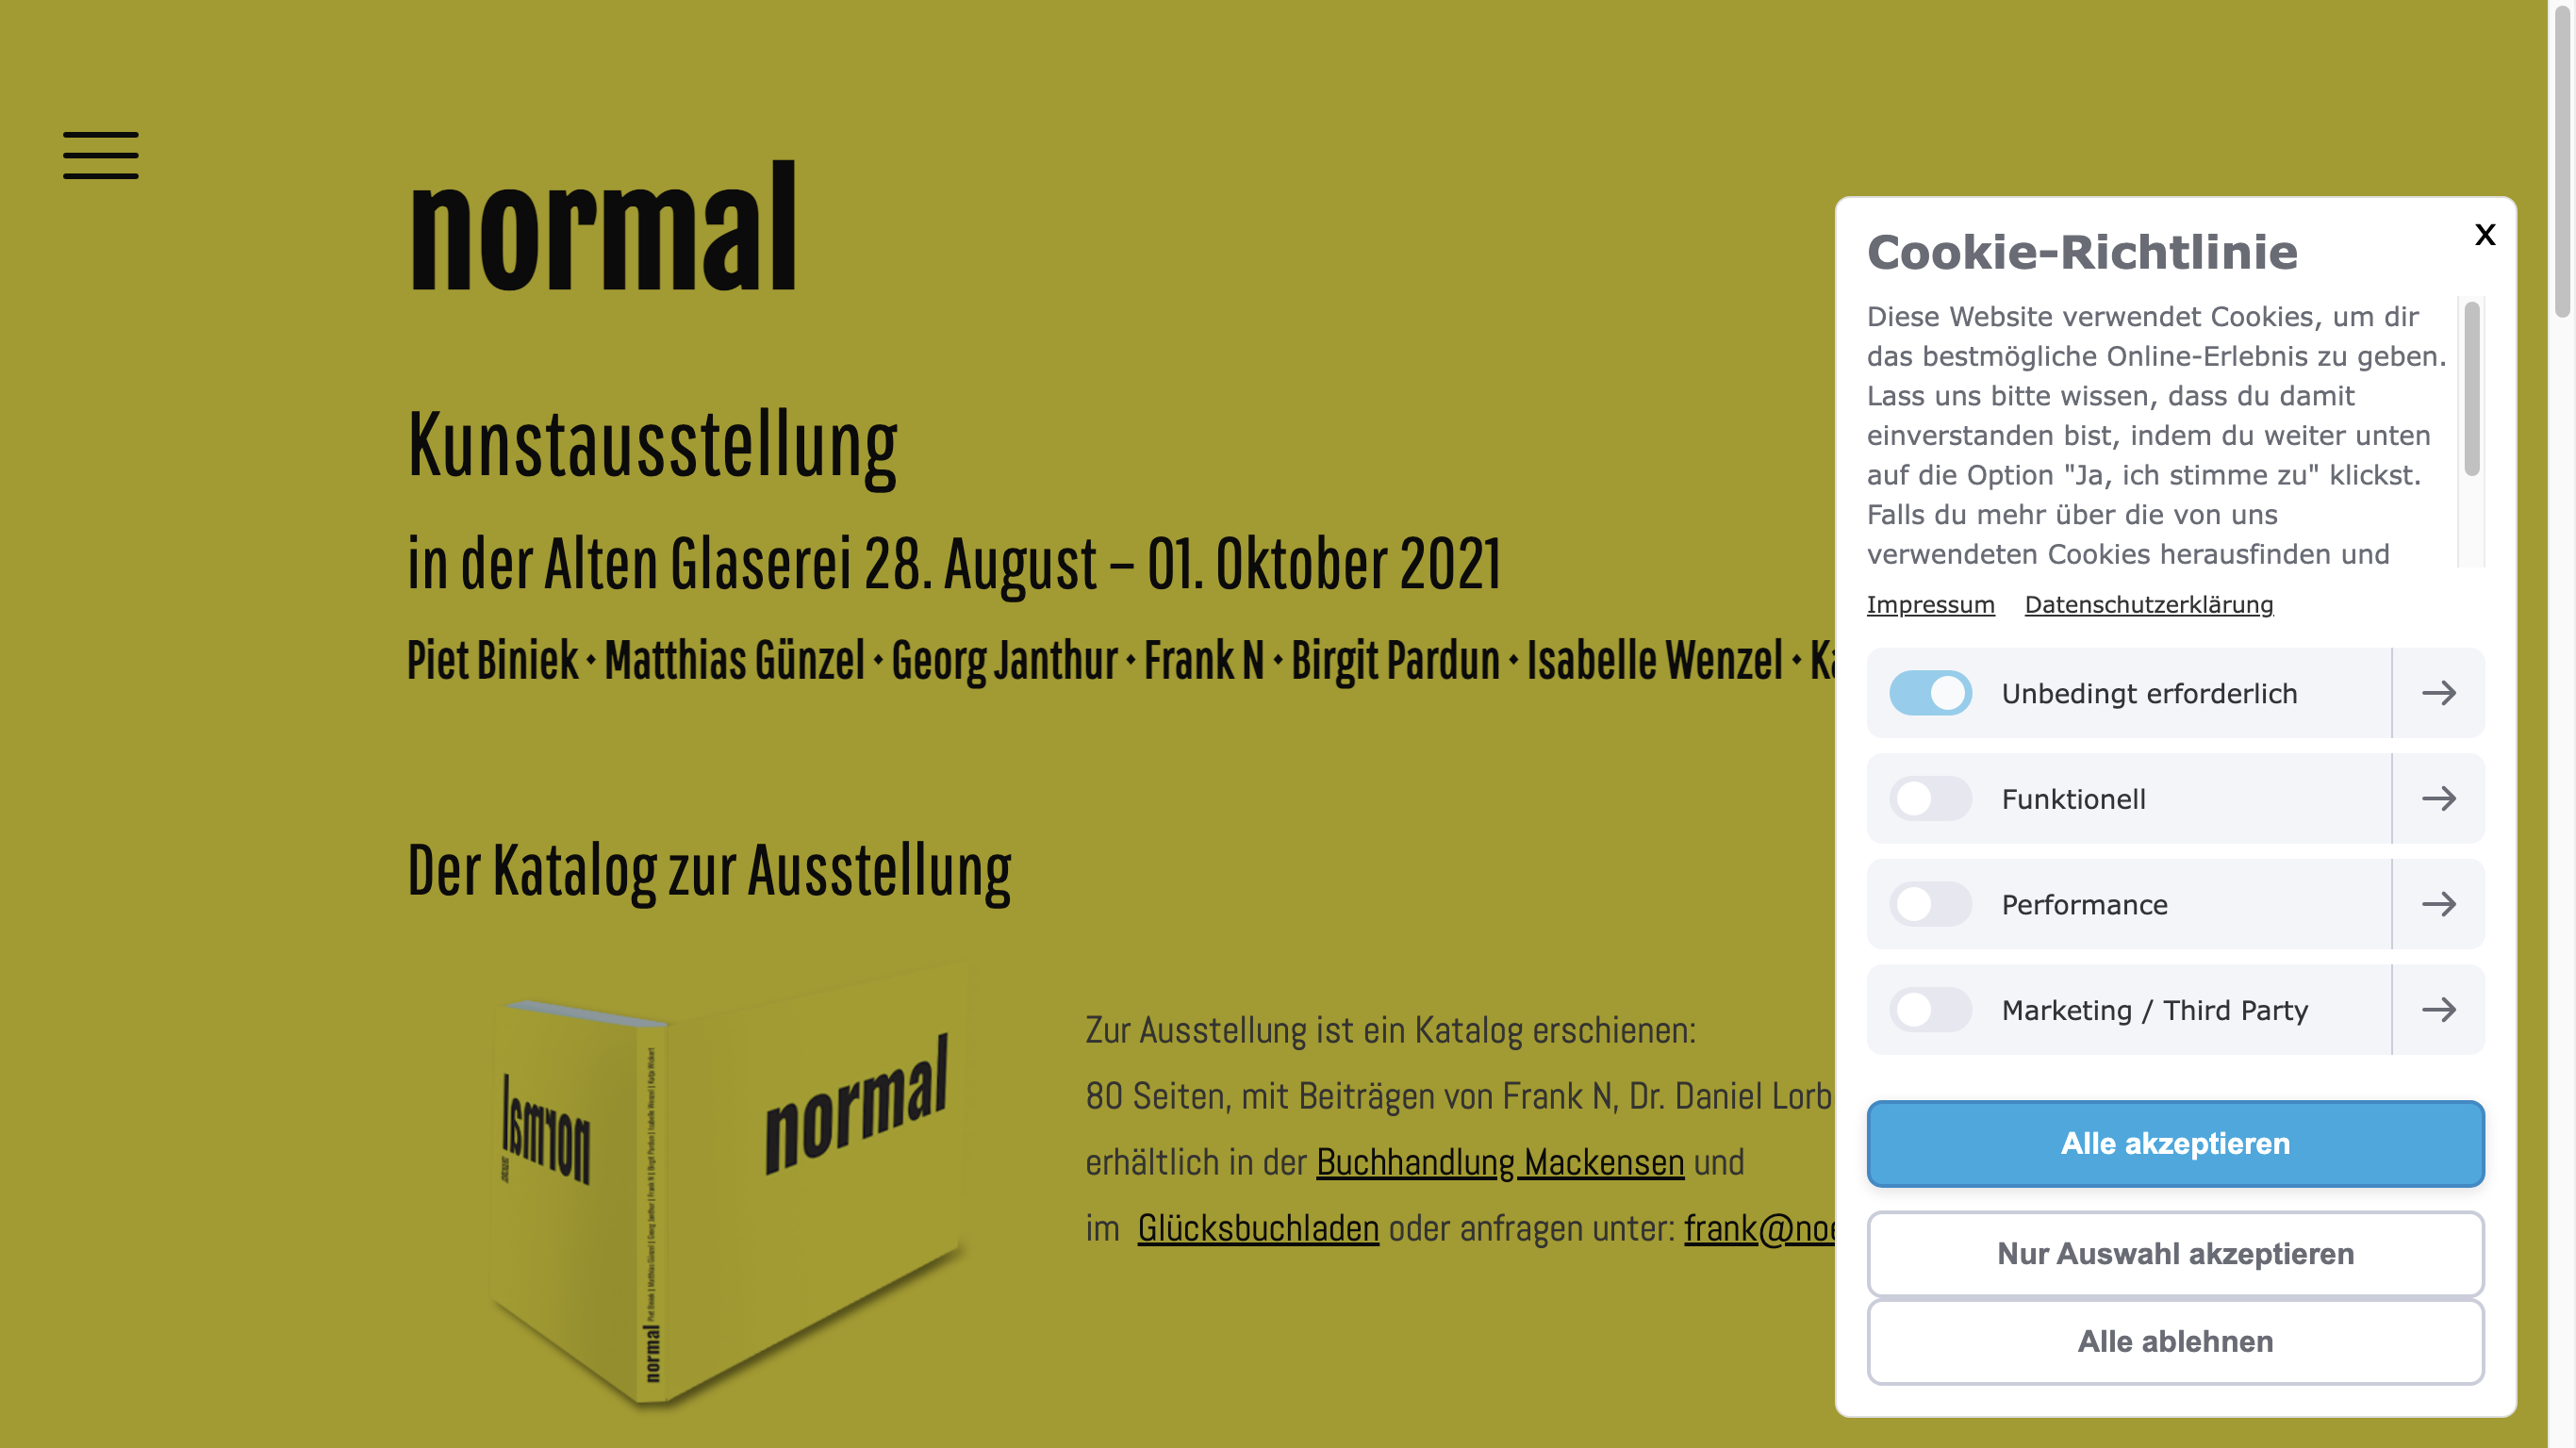 normal
Kunstausstellung
in der Alten Glaserei 28. August – 01. Oktober 2021
Piet Biniek · Matthias Günzel · Georg Janthur · Frank N · Birgit Pardun · Isabelle Wenzel ·
Der Katalog zur Ausstellung
normal
normal
normal
Zur Ausstellung ist ein Katalog erschienen:
80 Seiten, mit Beiträgen von Frank N, Dr. Daniel
erhältlich in der Buchhandlung Mackensen und
im Glücksbuchladen oder anfragen unter:
x
Cookie-Richtlinie
Diese Website verwendet Cookies, um dir
das bestmögliche Online-Erlebnis zu geben.
Lass uns bitte wissen, dass du damit
einverstanden bist, indem du weiter unten
auf die Option "Ja, ich stimme zu" klickst.
Falls du mehr über die von uns
verwendeten Cookies herausfinden und
Impressum Datenschutzerklärung
Unbedingt erforderlich
Funktionell
Performance
Marketing / Third Party
Alle akzeptieren
Nur Auswahl akzeptieren
Alle ablehnen